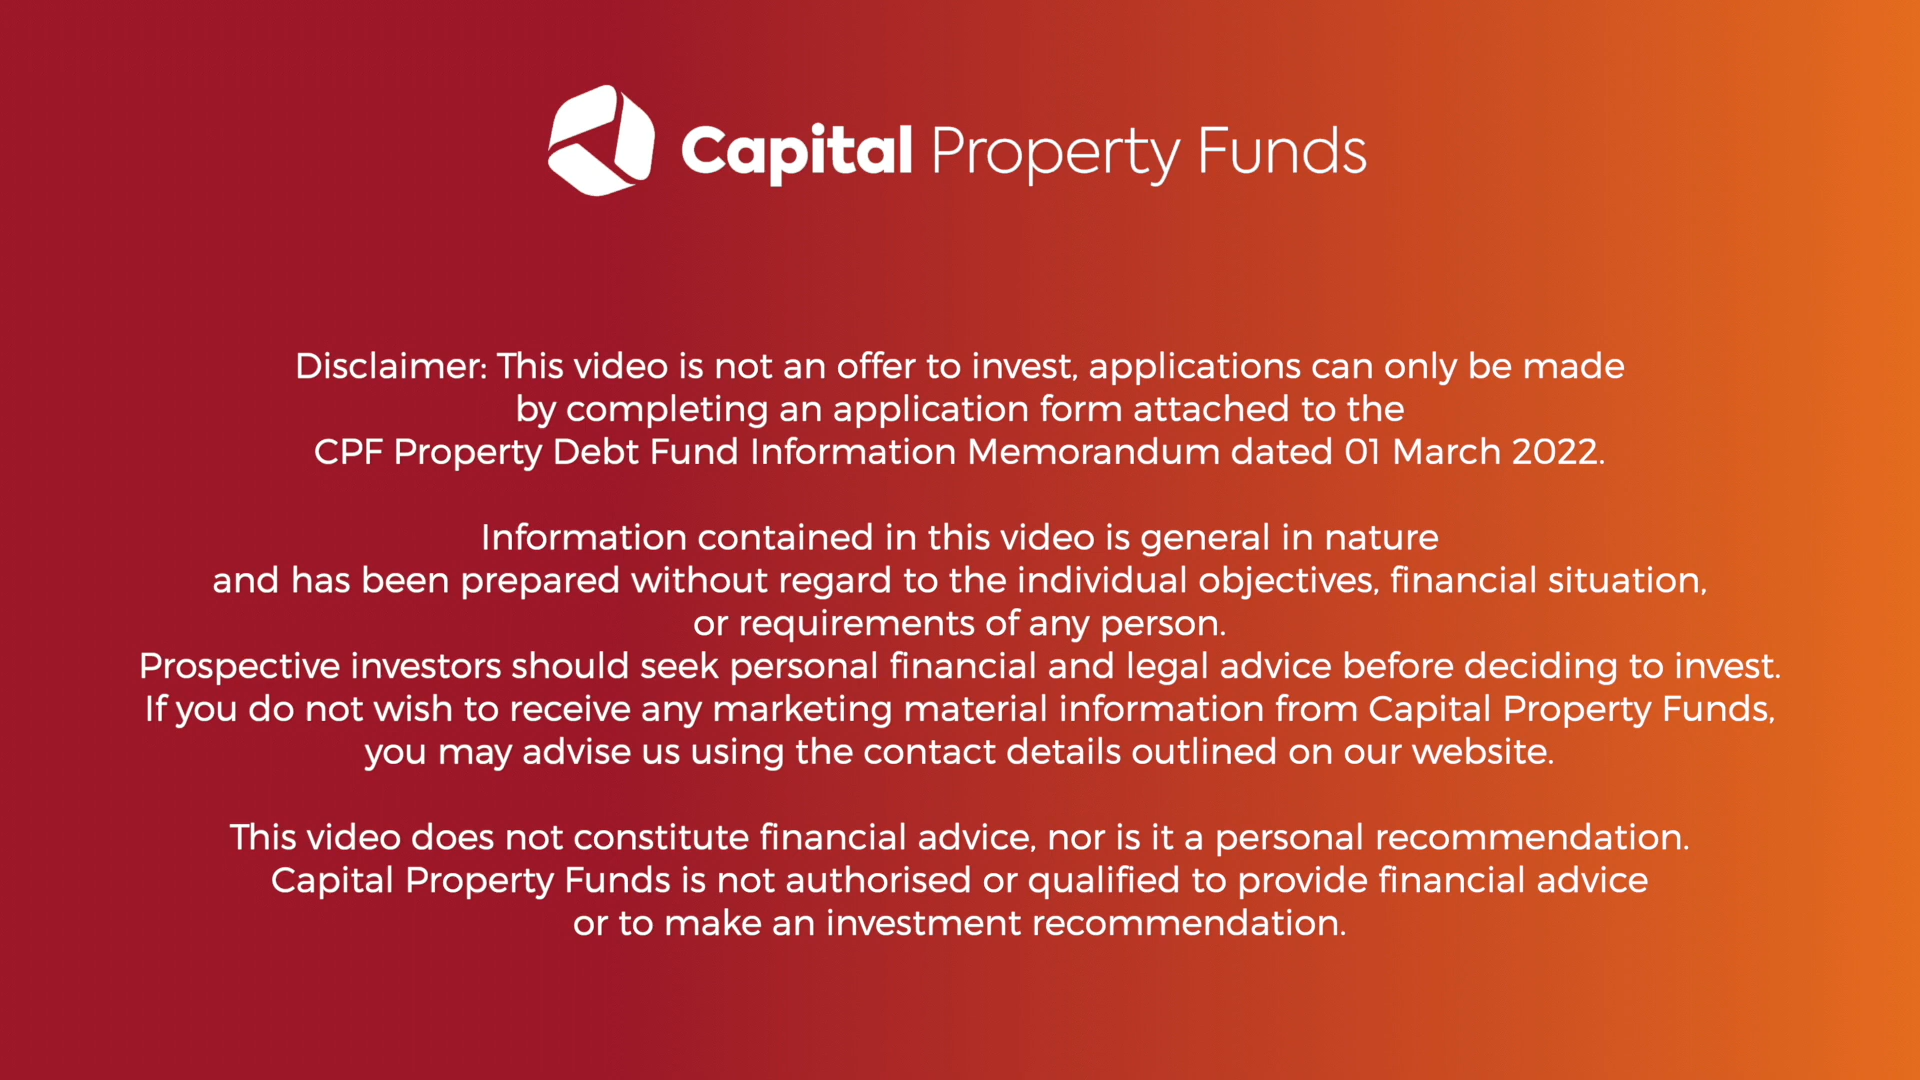 Capital Property Funds
Disclaimer: This video is not an offer to invest, applications can only be made
by completing an application form attached to the
CPF Property Debt Fund Information Memorandum dated 01 March 2022.
Information contained in this video is general in nature
and has been prepared without regard to the individual objectives, financial situation,
or requirements of any person.
Prospective investors should seek personal financial and legal advice before deciding to invest.
If you do not wish to receive any marketing material information from Capital Property Funds,
you may advise us using the contact details outlined on our website.
This video does not constitute financial advice, nor is it a personal recommendation.
Capital Property Funds is not authorised or qualified to provide financial advice
or to make an investment recommendation.